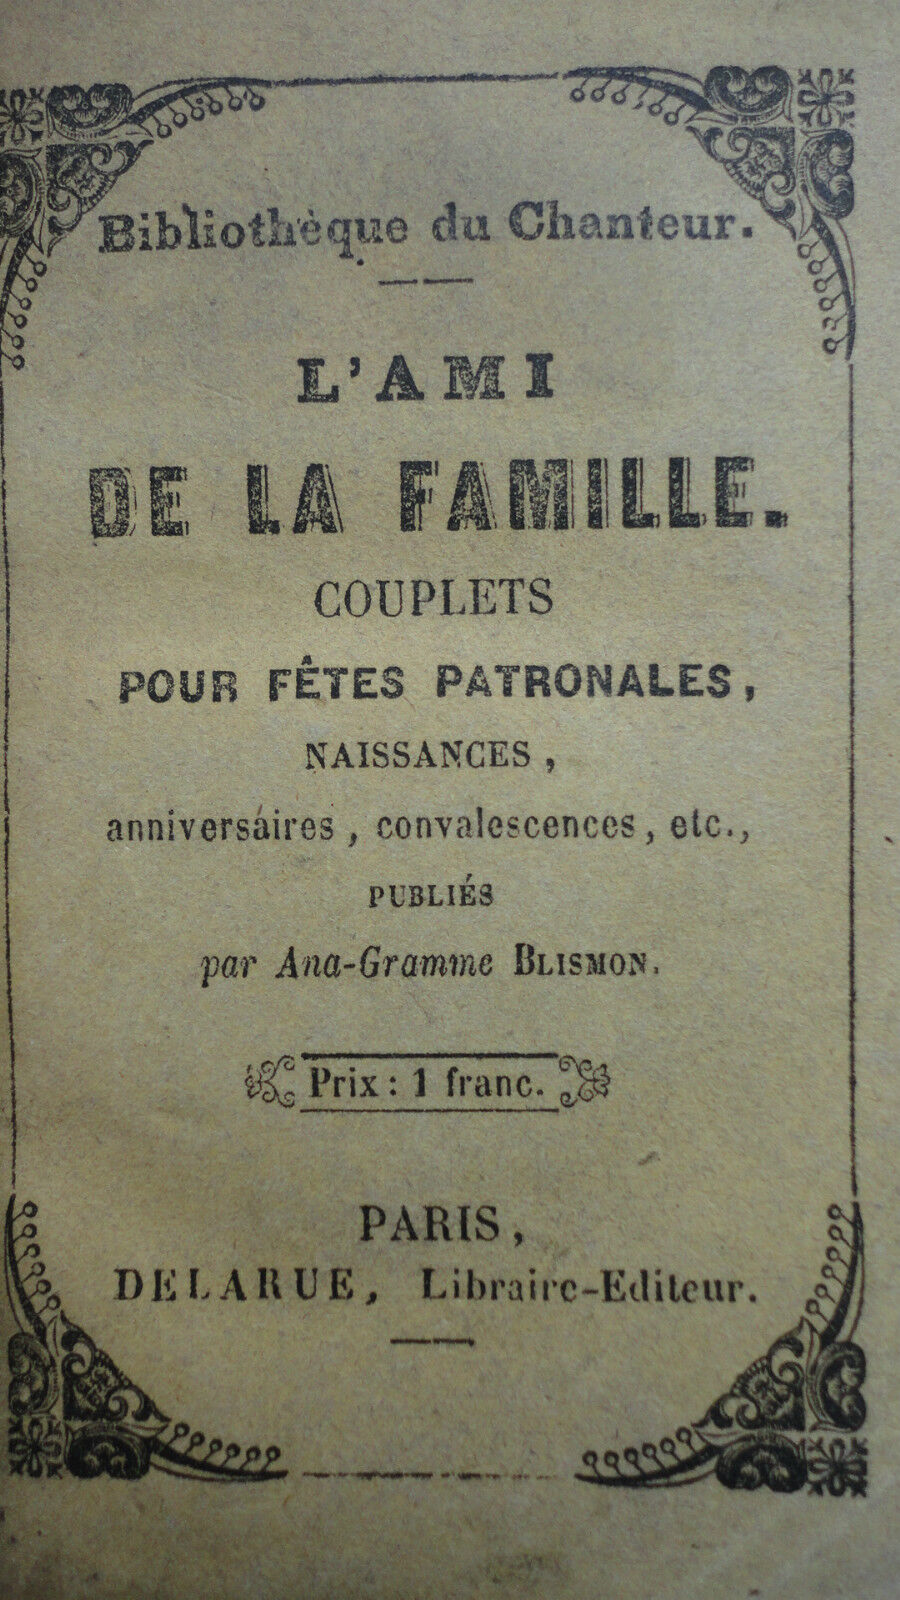 Bibliothèque du Chanteur.
L'AMI
DE LA FAMILLE.
COUPLETS
POUR FÊTES PATRONALES,
NAISSANCES,
anniversaires, convalescences, etc.,
PUBLIÉS
par Ana-Gramme BLISMON.
Prix: 1 franc.
PARIS,
DELARUE, Libraire-Editeur.